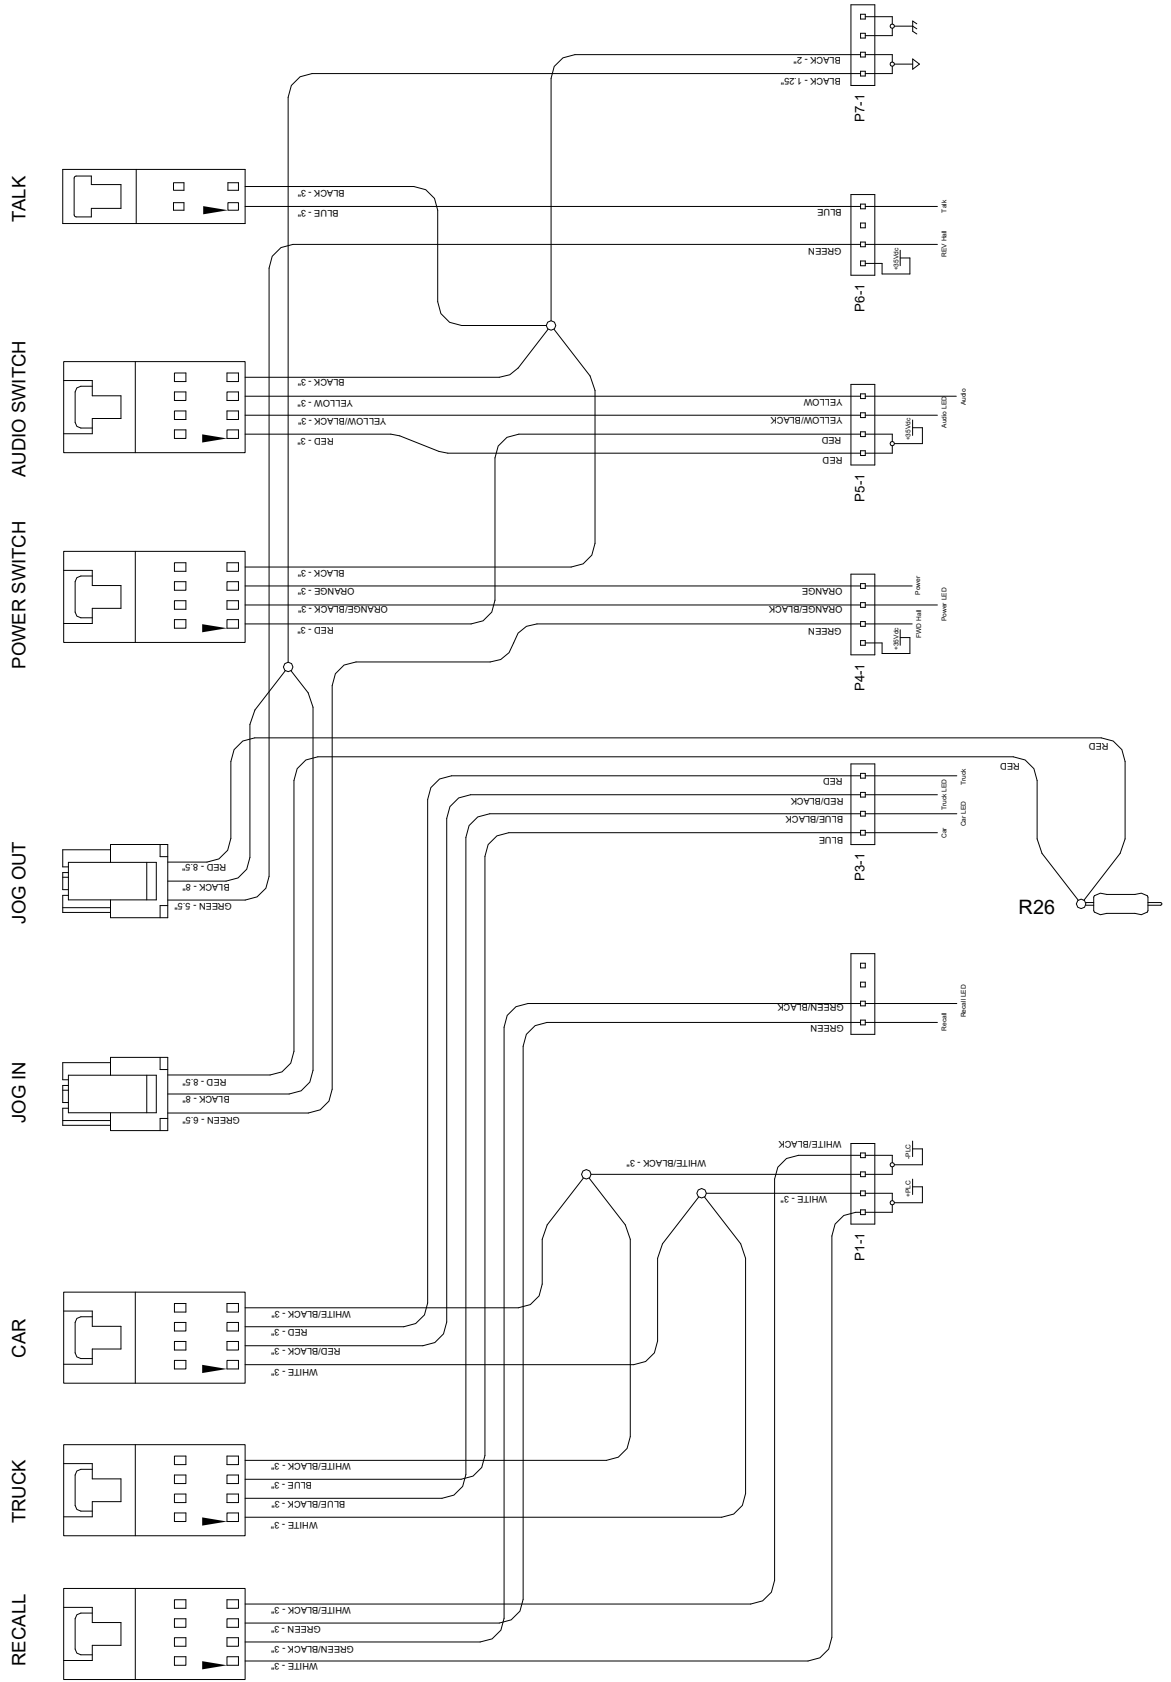 BLACK - 2"
BLACK - 1.25"
P7-1
TALK
BLACK - 3"
BLUE - 3"
BLUE
Talk
GREEN
REV Hall
+35Vdc
P6-1
AUDIO SWITCH
BLACK - 3"
YELLOW - 3"
YELLOW
Audio
YELLOW/BLACK - 3"
YELLOW/BLACK
Audio LED
RED - 3"
RED
RED
+35Vdc
P5-1
POWER SWITCH
BLACK - 3"
ORANGE - 3"
ORANGE
Power
ORANGE/BLACK - 3"
ORANGE/BLACK
Power LED
RED - 3"
GREEN
FWD Hall
+35Vdc
P4-1
RED
RED
JOG OUT
RED - 8.5"
BLACK - 8"
GREEN - 5.5"
RED
Truck
RED/BLACK
Truck LED
BLUE/BLACK
Car LED
BLUE
Car
P3-1
R26
GREEN/BLACK
Recall LED
GREEN
Recall
JOG IN
RED - 8.5"
BLACK - 8"
GREEN - 6.5"
WHITE/BLACK
WHITE/BLACK - 3"
-PLC
WHITE - 3"
+PLC
P1-1
CAR
WHITE/BLACK - 3"
RED - 3"
RED/BLACK - 3"
WHITE - 3"
TRUCK
WHITE/BLACK - 3"
BLUE - 3"
BLUE/BLACK - 3"
WHITE - 3"
RECALL
WHITE/BLACK - 3"
GREEN - 3"
GREEN/BLACK - 3"
WHITE - 3"